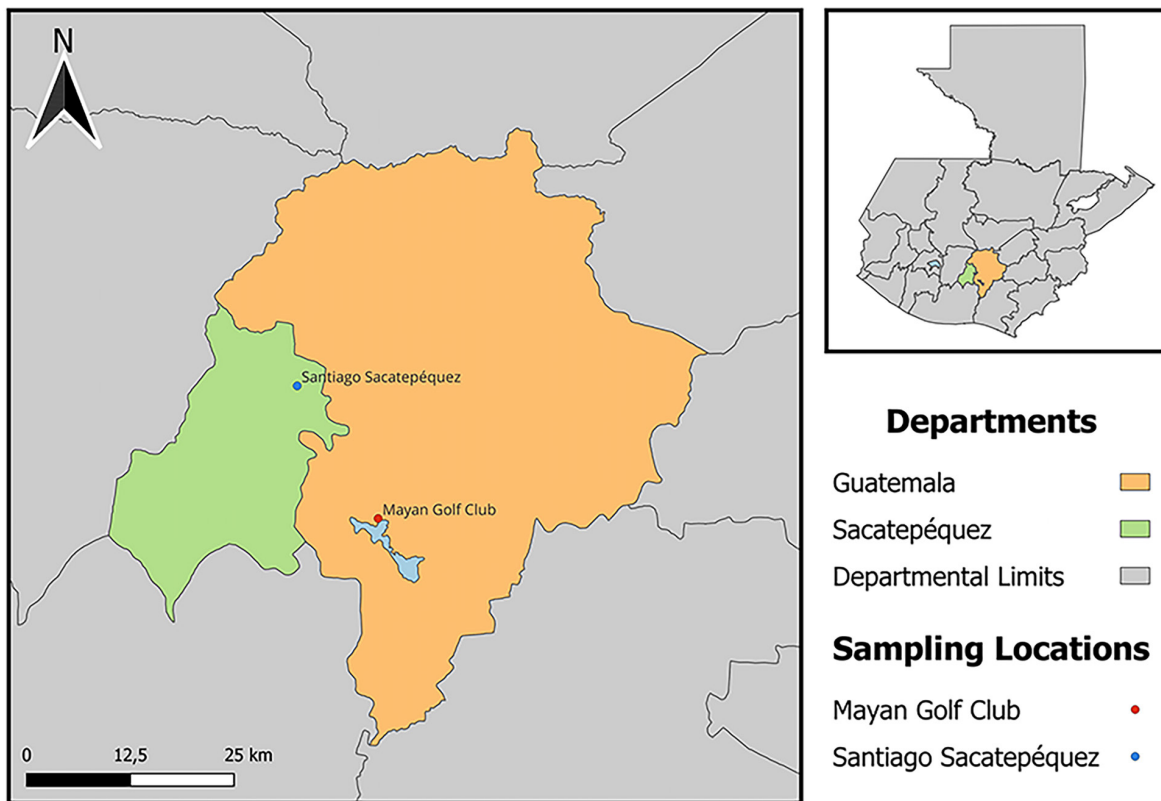 N
Santiago Sacatepéquez
Mayan Golf Club
0 12,5 25 km
Departments
Guatemala
Sacatepéquez
Departmental Limits
Sampling Locations
Mayan Golf Club
Santiago Sacatepéquez